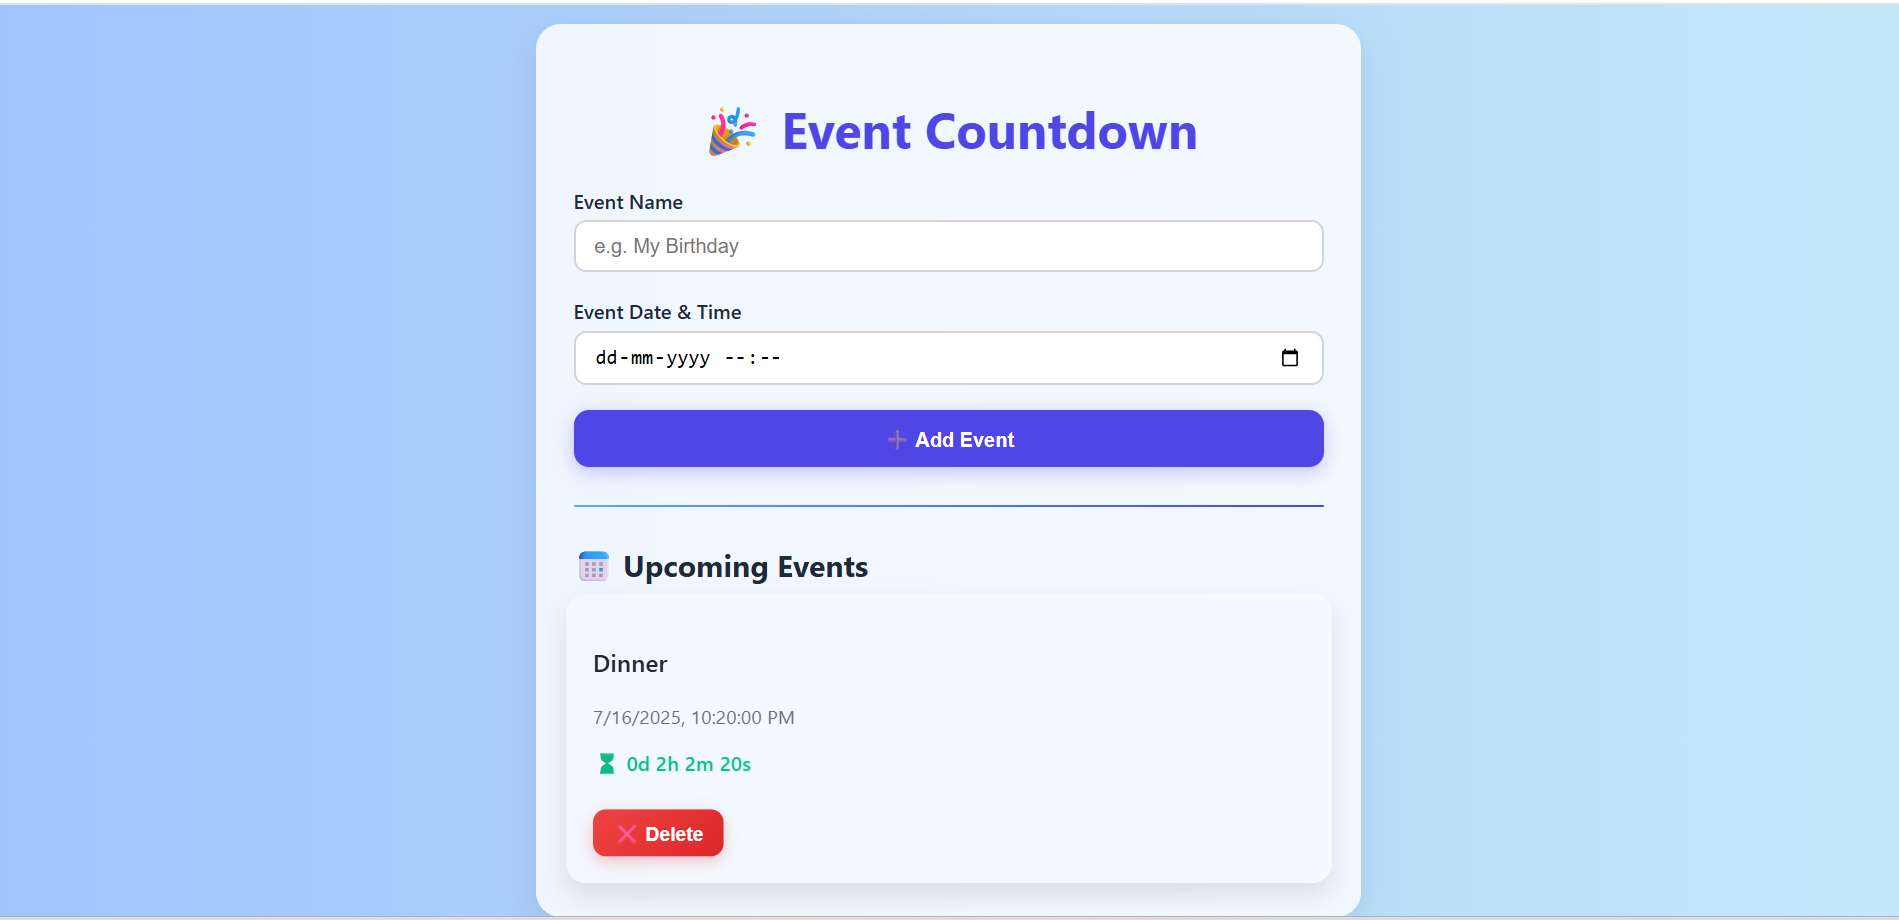 Event Countdown
Event Name
e.g. My Birthday
Event Date & Time
dd-mm-yyyy --:--
Add Event
Upcoming Events
Dinner
7/16/2025, 10:20:00 PM
0d 2h 2m 20s
Delete